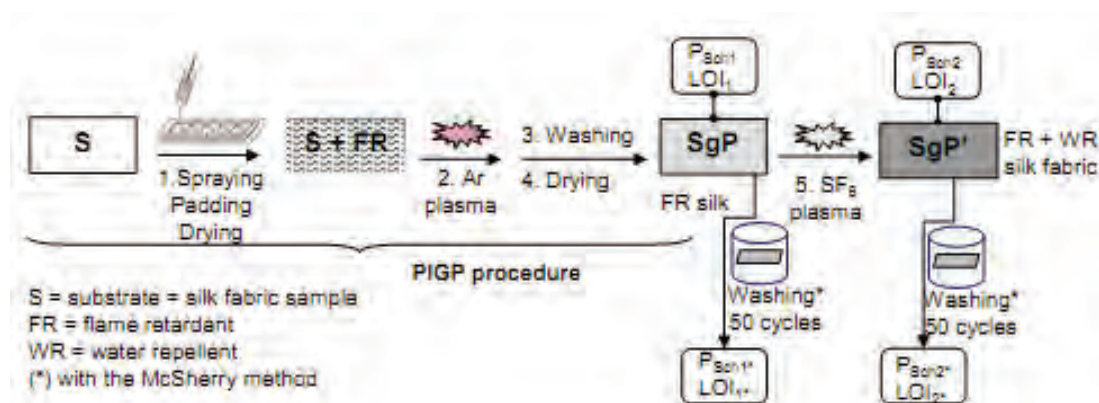 S
1.Spraying
Padding
Drying
S + FR
2. Ar
plasma
3. Washing
4. Drying
PSch1
LOI1
SgP
FR silk
5. SF6
plasma
PSch2
LOI2
SgP'
FR + WR
silk fabric
PIGP procedure
Washing*
50 cycles
Washing*
50 cycles
PSch1*
LOI1*
PSch2*
LOI2*
S = substrate = silk fabric sample
FR = flame retardant
WR = water repellent
(*) with the McSherry method